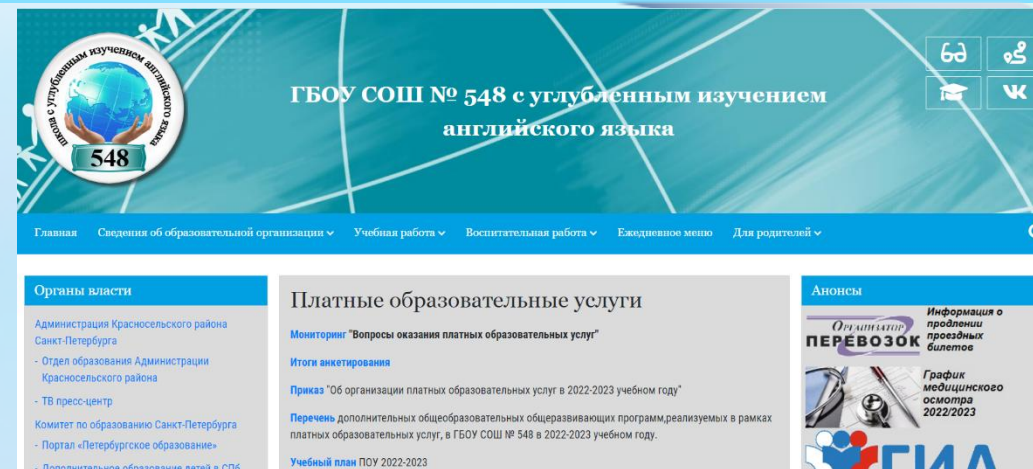 школа с углубленным изучением английского языка
548
ГБОУ СОШ № 548 с углубленным изучением
английского языка
Главная Сведения об образовательной организации Учебная работа Воспитательная работа Ежедневное меню Для родителей
Органы власти
Администрация Красносельского района
Санкт-Петербурга
- Отдел образования Администрации
Красносельского района
- ТВ пресс-центр
Комитет по образованию Санкт-Петербурга
- Портал «Петербургское образование»
- Дополнительное образование детей в СПб
Платные образовательные услуги
Мониторинг "Вопросы оказания платных образовательных услуг"
Итоги анкетирования
Приказ "Об организации платных образовательных услуг в 2022-2023 учебном году"
Перечень дополнительных общеобразовательных общеразвивающих программ,реализуемых в рамках
платных образовательных услуг, в ГБОУ СОШ № 548 в 2022-2023 учебном году.
Учебный план ПОУ 2022-2023
Анонсы
Организатор
ПЕРЕВОЗОК
Информация о
продлении
проездных
билетов
График
медицинского
осмотра
2022/2023
ГИА